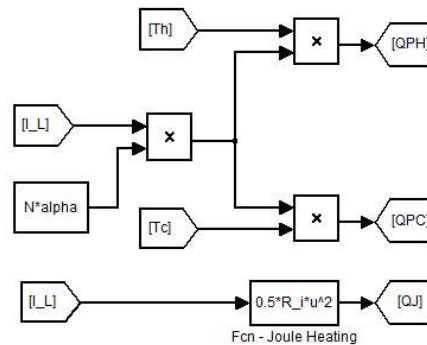 [Th]
×
[QPH]
[I_L]
×
N*alpha
[Tc]
×
[QPC]
[I_L]
0.5*R_i*u^2
[QJ]
Fcn - Joule Heating